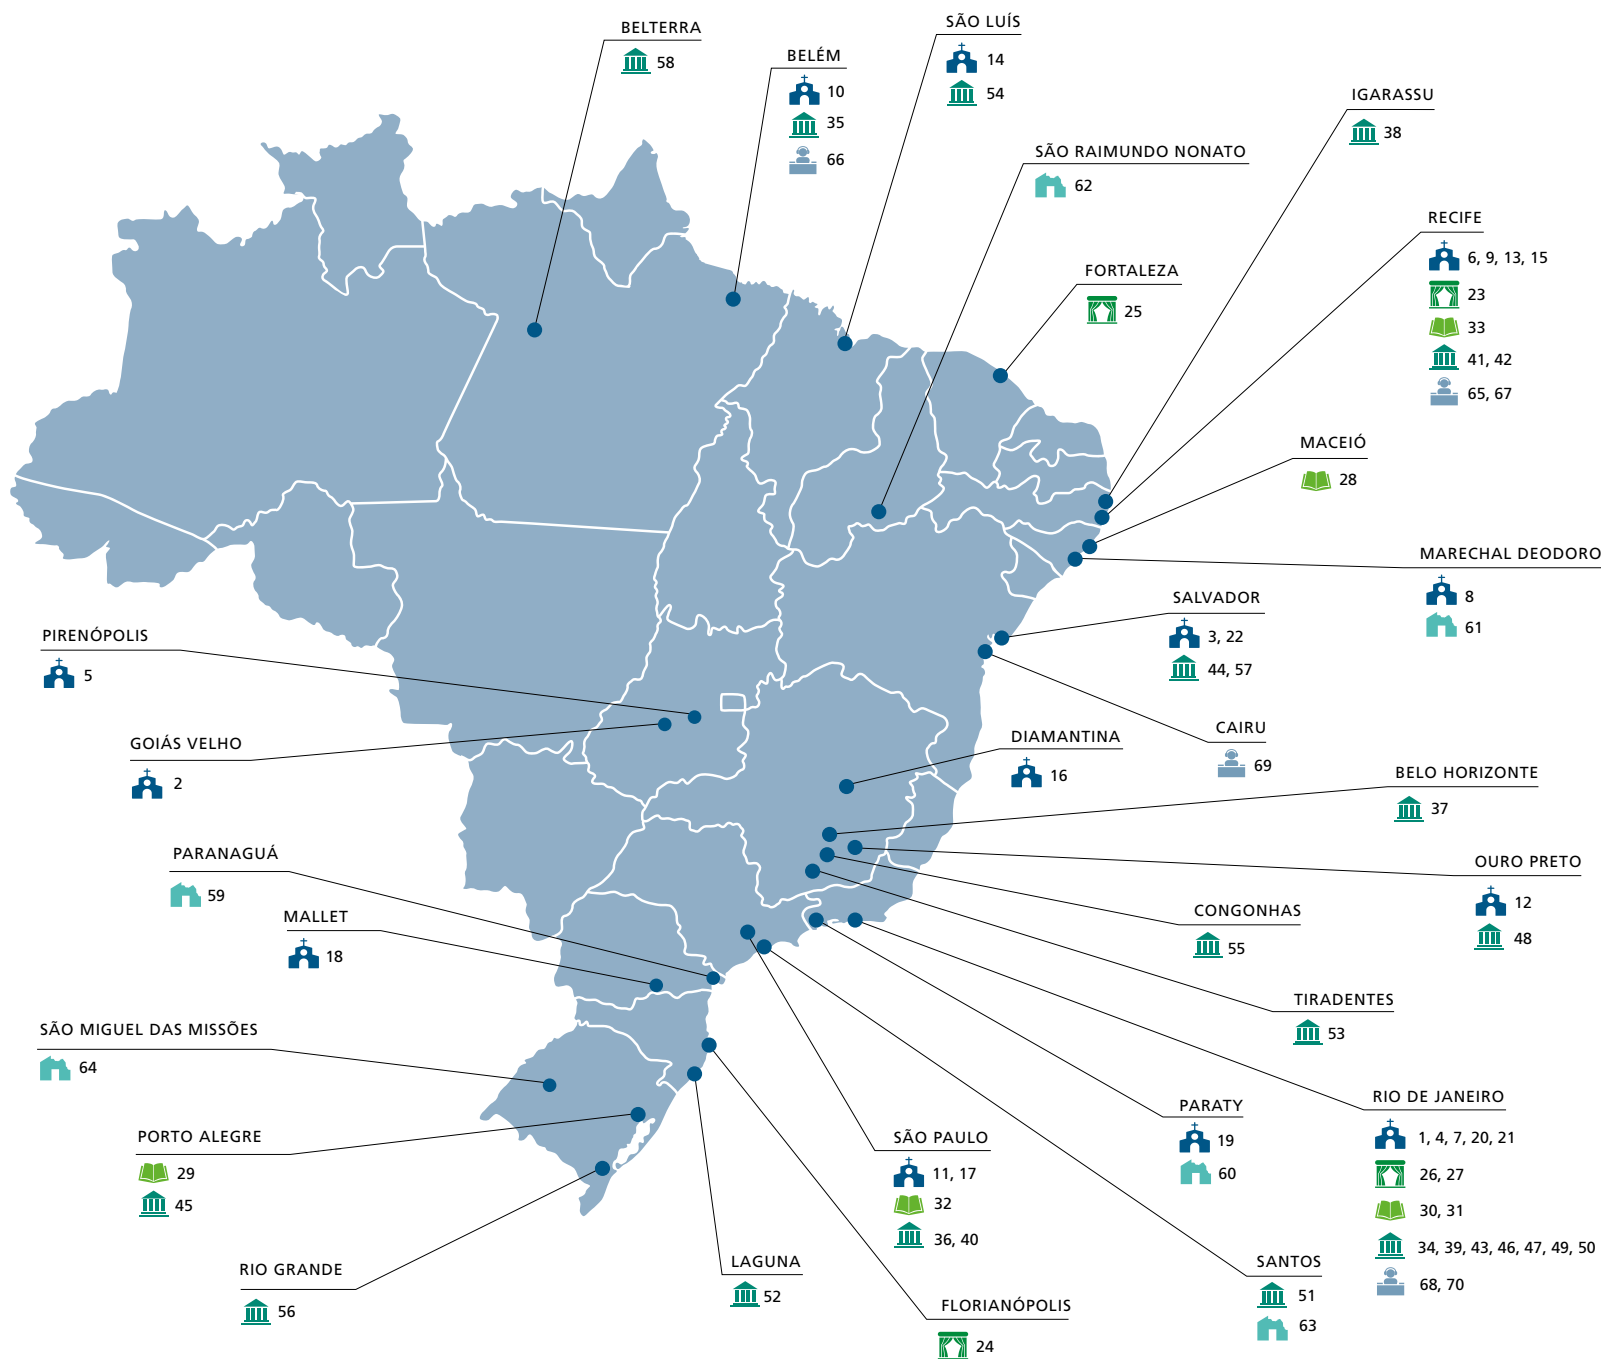 BELTERRA
58
BELÉM
10
35
66
SÃO LUÍS
14
54
IGARASSU
38
SÃO RAIMUNDO NONATO
62
RECIFE
6, 9, 13, 15
23
33
41, 42
65, 67
FORTALEZA
25
MACEIÓ
28
MARECHAL DEODORO
8
61
SALVADOR
3, 22
44, 57
PIRENÓPOLIS
5
CAIRU
69
DIAMANTINA
16
GOIÁS VELHO
2
BELO HORIZONTE
37
PARANAGUÁ
59
OURO PRETO
12
48
MALLET
18
CONGONHAS
55
TIRADENTES
53
SÃO MIGUEL DAS MISSÕES
64
RIO DE JANEIRO
1, 4, 7, 20, 21
26, 27
30, 31
34, 39, 43, 46, 47, 49, 50
68, 70
PARATY
19
60
PORTO ALEGRE
29
45
SÃO PAULO
11, 17
32
36, 40
RIO GRANDE
56
LAGUNA
52
SANTOS
51
63
FLORIANÓPOLIS
24